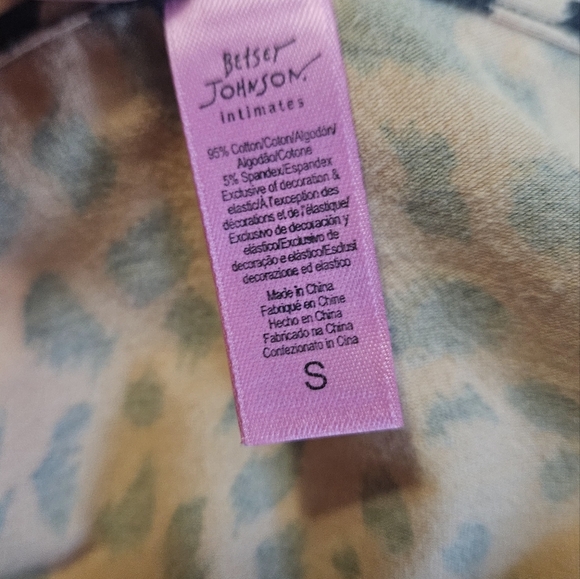 Betsey
JOHNSON.
intimates
95% Cotton/Coton/Algodón/
Algodão/Cotone
5% Spandex/Espandex
Exclusive of decoration &
elastic/À l'exception des
décorations et de l'élastique/
Exclusivo de decoración y
elástico/Exclusivo de
decoração e elástico/Esclusi
decorazione ed elastico
Made in China
Fabriqué en Chine
Hecho en China
Fabricado na China
Confezionato in Cina
S